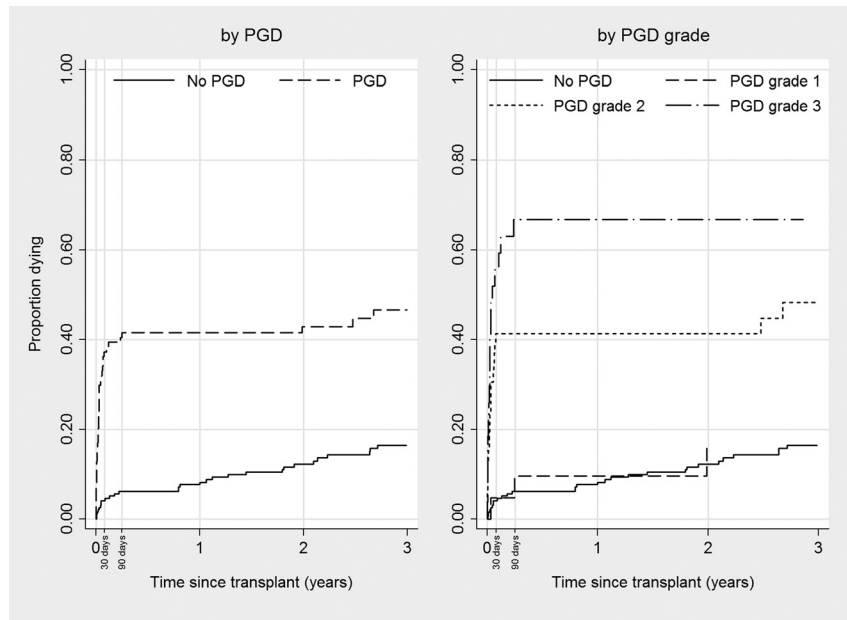 by PGD
No PGD PGD
1.00
0.80
0.60
0.40
0.20
0.00
Proportion dying
0 30 days 90 days 1 2 3
Time since transplant (years)
by PGD grade
No PGD PGD grade 1
PGD grade 2 PGD grade 3
1.00
0.80
0.60
0.40
0.20
0.00
0 30 days 90 days 1 2 3
Time since transplant (years)